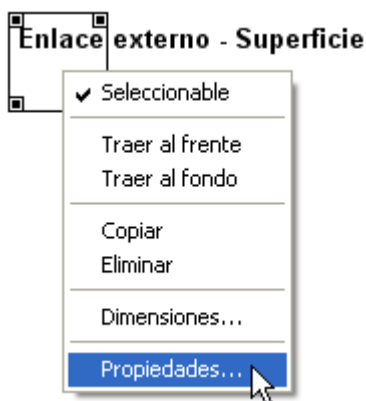 Enlace externo - Superficie
Seleccionable
Traer al frente
Traer al fondo
Copiar
Eliminar
Dimensiones...
Propiedades...